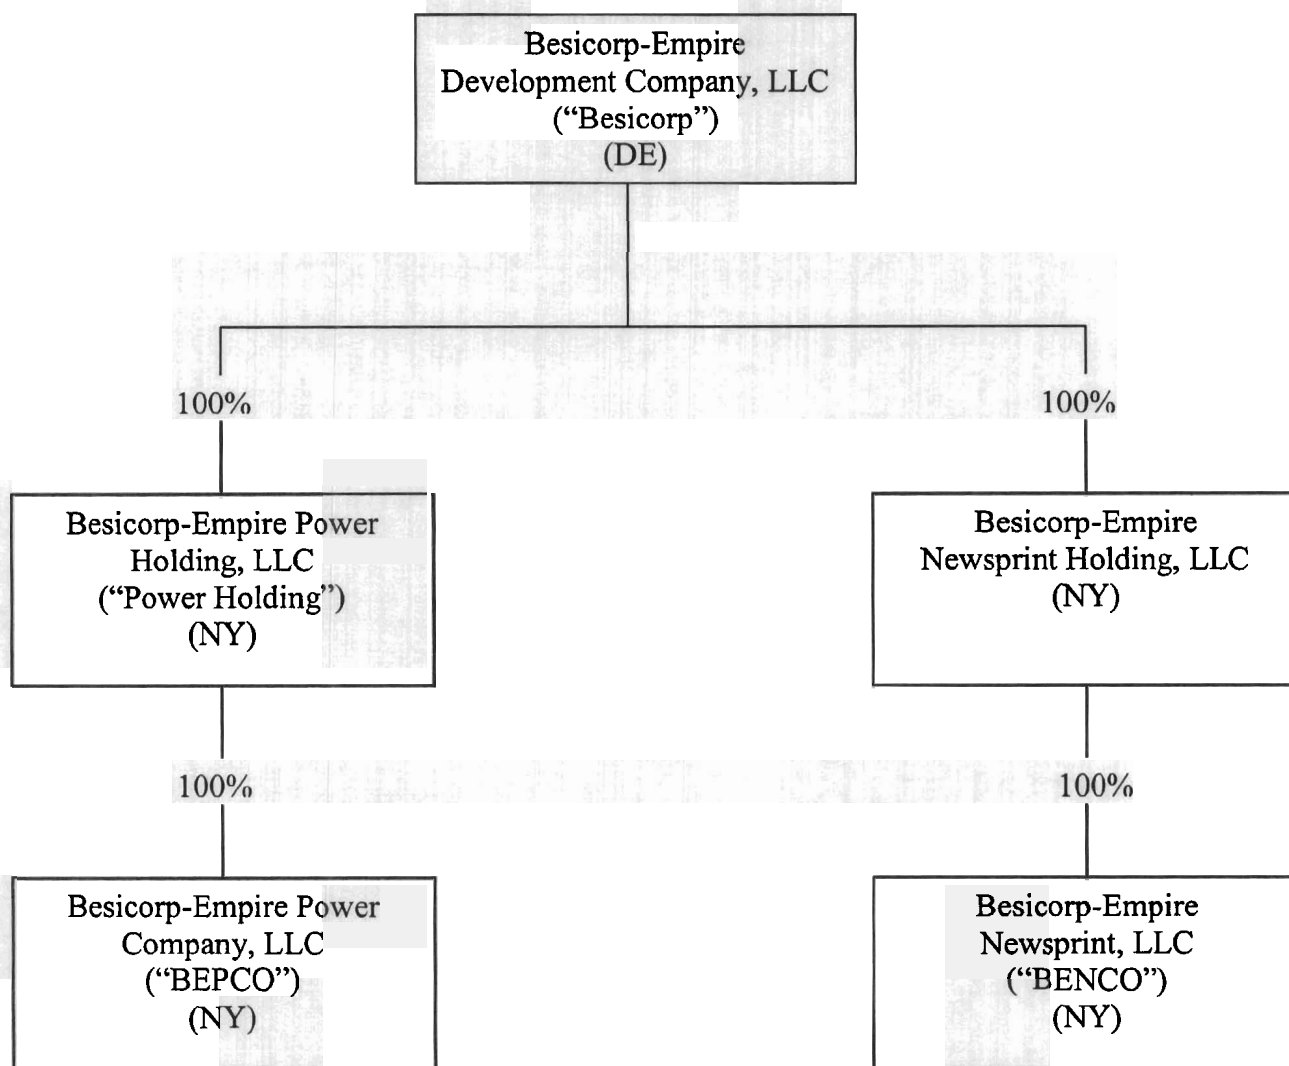 Besicorp-Empire
Development Company, LLC
(“Besicorp”)
(DE)
100%
100%
Besicorp-Empire Power
Holding, LLC
(“Power Holding”)
(NY)
Besicorp-Empire
Newsprint Holding, LLC
(NY)
100%
100%
Besicorp-Empire Power
Company, LLC
(“BEPCO”)
(NY)
Besicorp-Empire
Newsprint, LLC
(“BENCO”)
(NY)